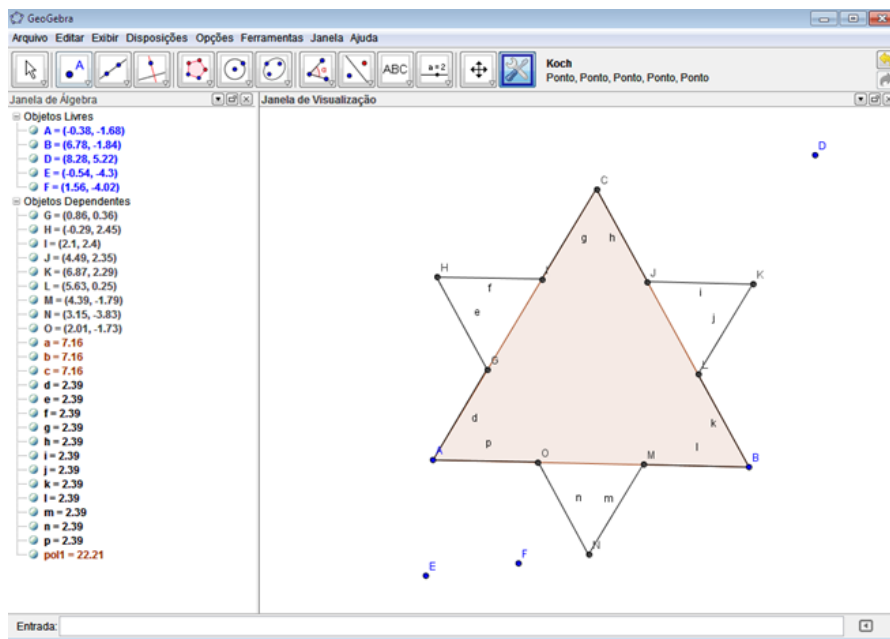 GeoGebra
Arquivo Editar Exibir Disposições Opções Ferramentas Janela Ajuda
A
ABC
a=2
Koch
Ponto, Ponto, Ponto, Ponto, Ponto
Janela de Álgebra
Janela de Visualização
Objetos Livres
A = (-0.38, -1.68)
B = (6.78, -1.84)
D = (8.28, 5.22)
E = (-0.54, -4.3)
F = (1.56, -4.02)
Objetos Dependentes
G = (0.86, 0.36)
H = (-0.29, 2.45)
I = (2.1, 2.4)
J = (4.49, 2.35)
K = (6.87, 2.29)
L = (5.63, 0.25)
M = (4.39, -1.79)
N = (3.15, -3.83)
O = (2.01, -1.73)
a = 7.16
b = 7.16
c = 7.16
d = 2.39
e = 2.39
f = 2.39
g = 2.39
h = 2.39
i = 2.39
j = 2.39
k = 2.39
l = 2.39
m = 2.39
n = 2.39
p = 2.39
pol1 = 22.21
D
C
g h
H I J K
f i
e j
G L
d k
p l
A O M B
n m
N
E F
Entrada: